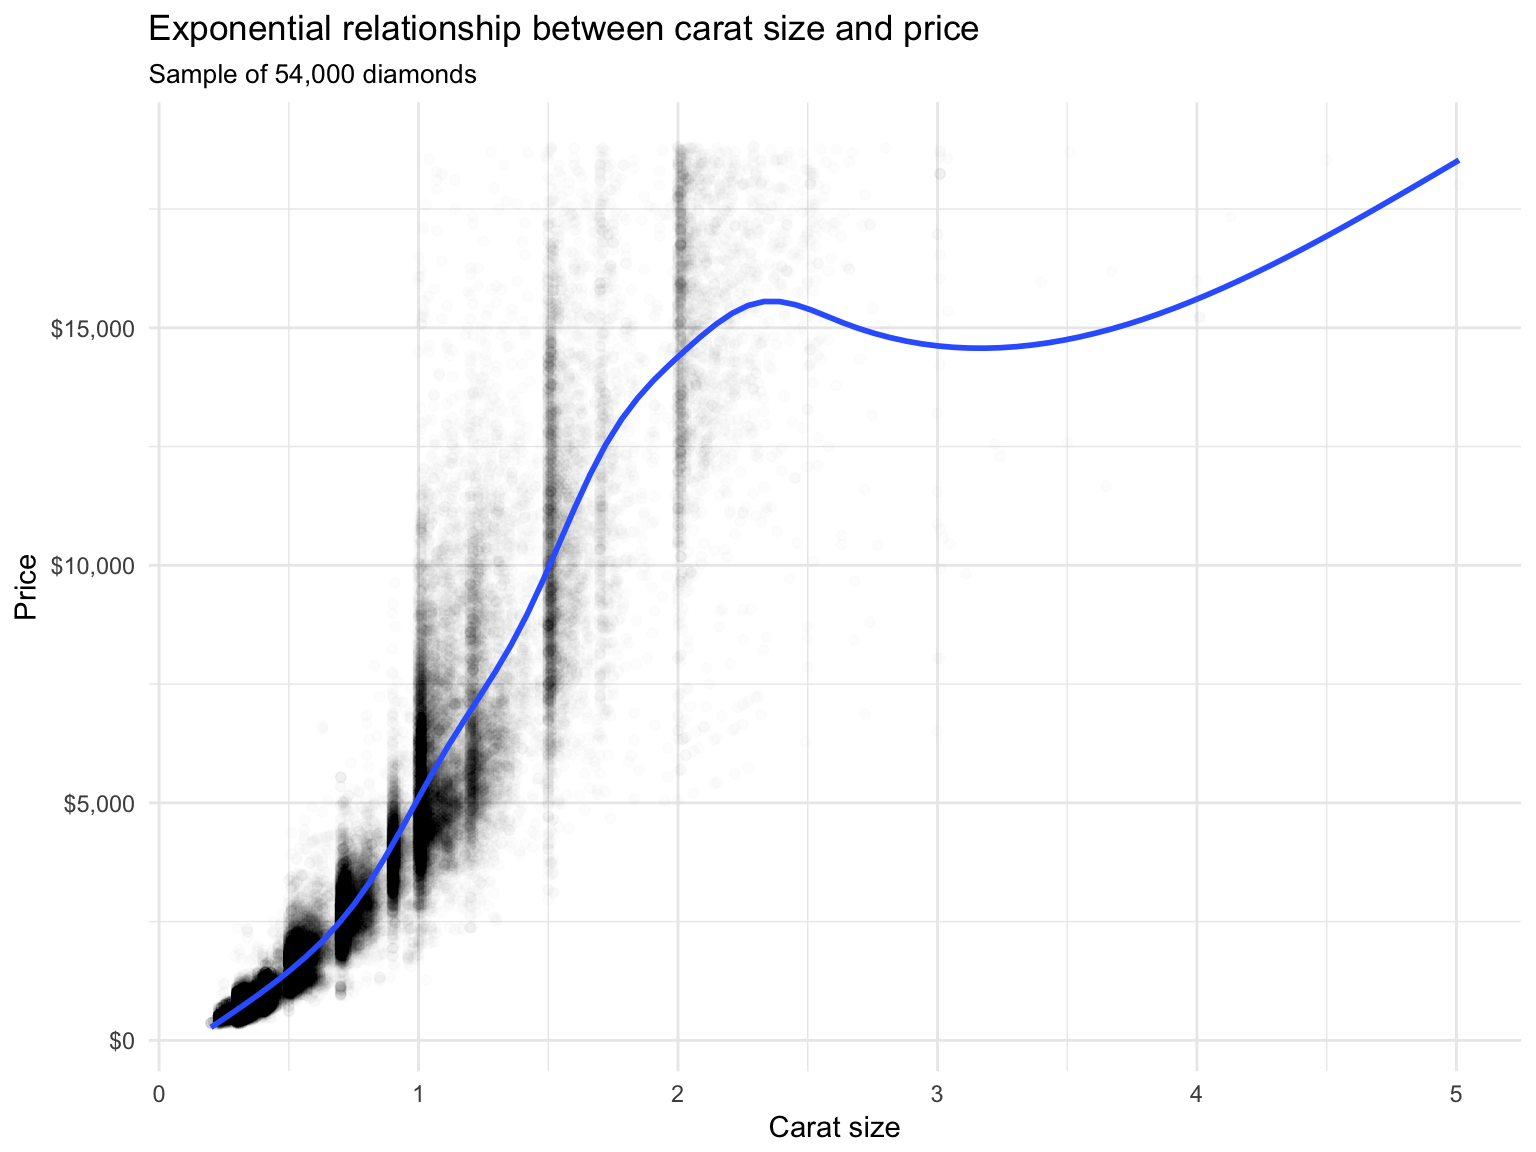 Exponential relationship between carat size and price
Sample of 54,000 diamonds
$15,000
$10,000
$5,000
$0
Price
0 1 2 3 4 5
Carat size